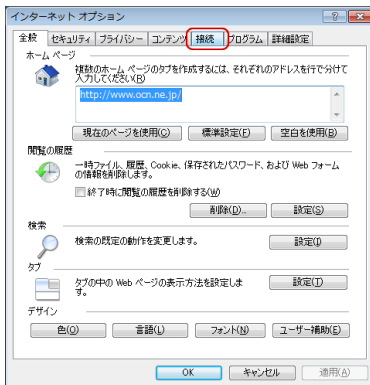 インターネット オプション
全般 セキュリティ プライバシー コンテンツ 接続 プログラム 詳細設定
ホーム ページ
複数のホーム ページのタブを作成するには、それぞれのアドレスを行で分けて
入力してください(R)
http://www.ocn.ne.jp/
現在のページを使用(C) 標準設定(F) 空白を使用(B)
閲覧の履歴
一時ファイル、履歴、Cookie、保存されたパスワード、および Web フォーム
の情報を削除します。
終了時に閲覧の履歴を削除する(W)
削除(D)... 設定(S)
検索
検索の既定の動作を変更します。
設定(I)
タブ
タブの中の Web ページの表示方法を設定しま
す。
設定(T)
デザイン
色(O) 言語(L) フォント(N) ユーザー補助(E)
OK キャンセル 適用(A)